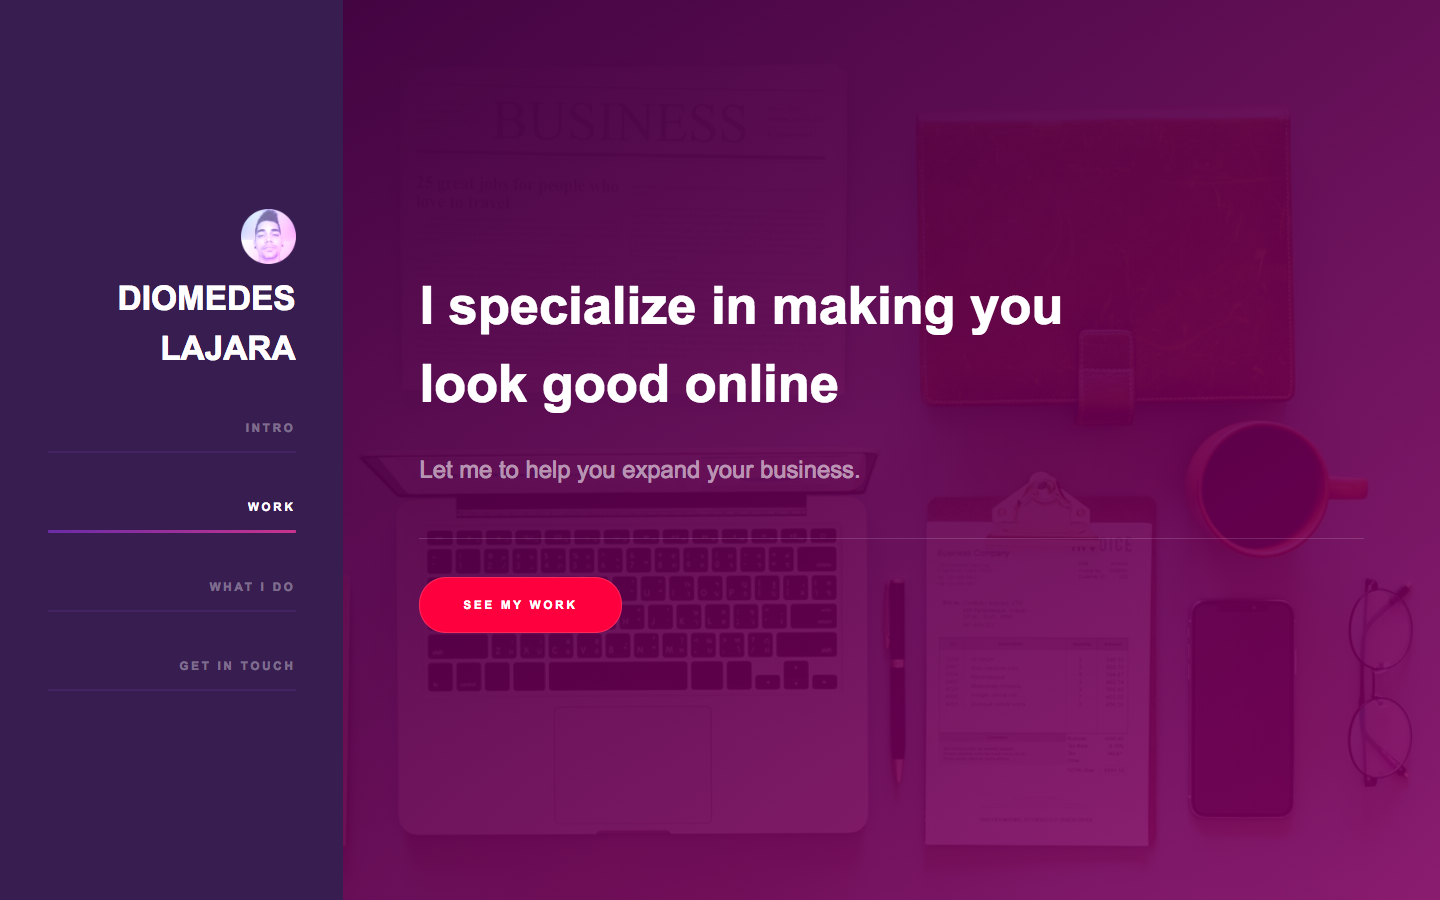 DIOMEDES
LAJARA
INTRO
WORK
WHAT I DO
GET IN TOUCH
BUSINESS
I specialize in making you
look good online
Let me to help you expand your business.
SEE MY WORK